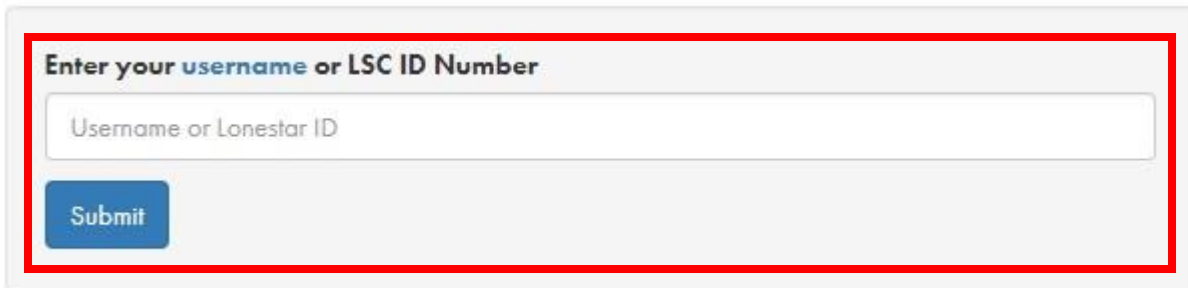 Enter your username or LSC ID Number
Username or Lonestar ID
Submit